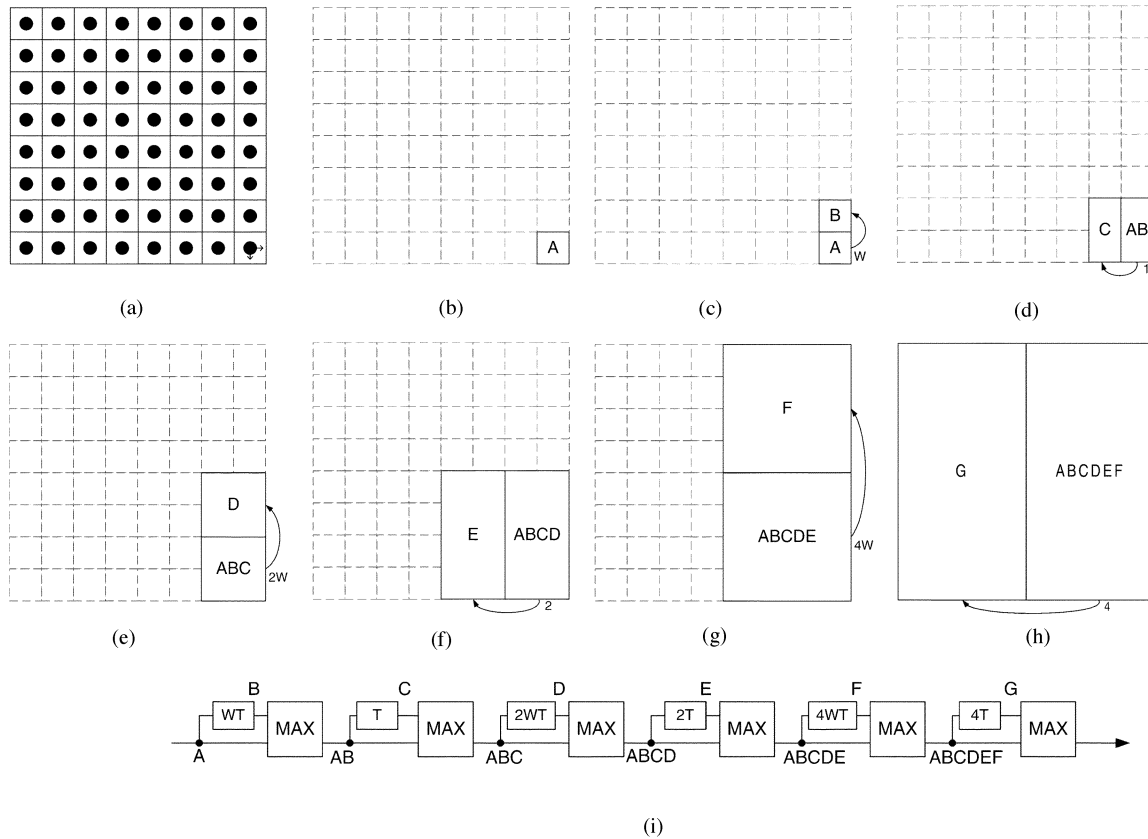 A
B
A
W
C AB
1
(a) (b) (c) (d)
D
ABC
2W
E ABCD
2
F
ABCDE
4W
G ABCDEF
4
(e) (f) (g) (h)
B C D E F G
WT MAX T MAX 2WT MAX 2T MAX 4WT MAX 4T MAX
A AB ABC ABCD ABCDE ABCDEF
(i)